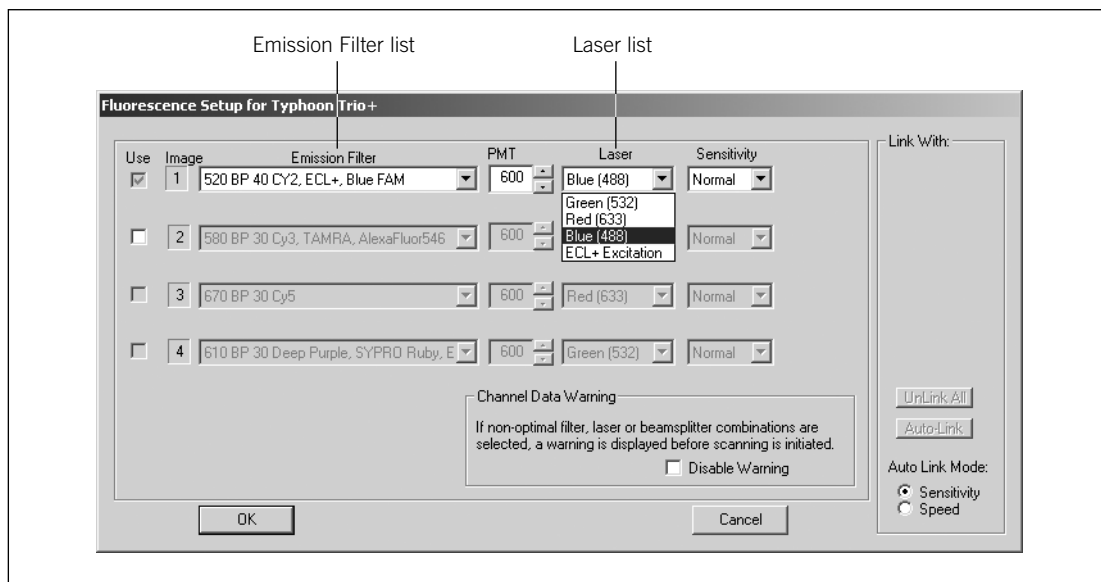 Emission Filter list Laser list
Fluorescence Setup for Typhoon Trio+
Link With:
Use Image Emission Filter PMT Laser Sensitivity
1 520 BP 40 CY2, ECL+, Blue FAM 600 Blue (488) Normal
Green (532)
Red (633)
Blue (488)
ECL+ Excitation
2 580 BP 30 Cy3, TAMRA, AlexaFluor546 600 Normal
3 670 BP 30 Cy5 600 Red (633) Normal
4 610 BP 30 Deep Purple, SYPRO Ruby, E 600 Green (532) Normal
Channel Data Warning
If non-optimal filter, laser or beamsplitter combinations are
selected, a warning is displayed before scanning is initiated.
Disable Warning
UnLink All
Auto-Link
Auto Link Mode:
Sensitivity
Speed
OK Cancel